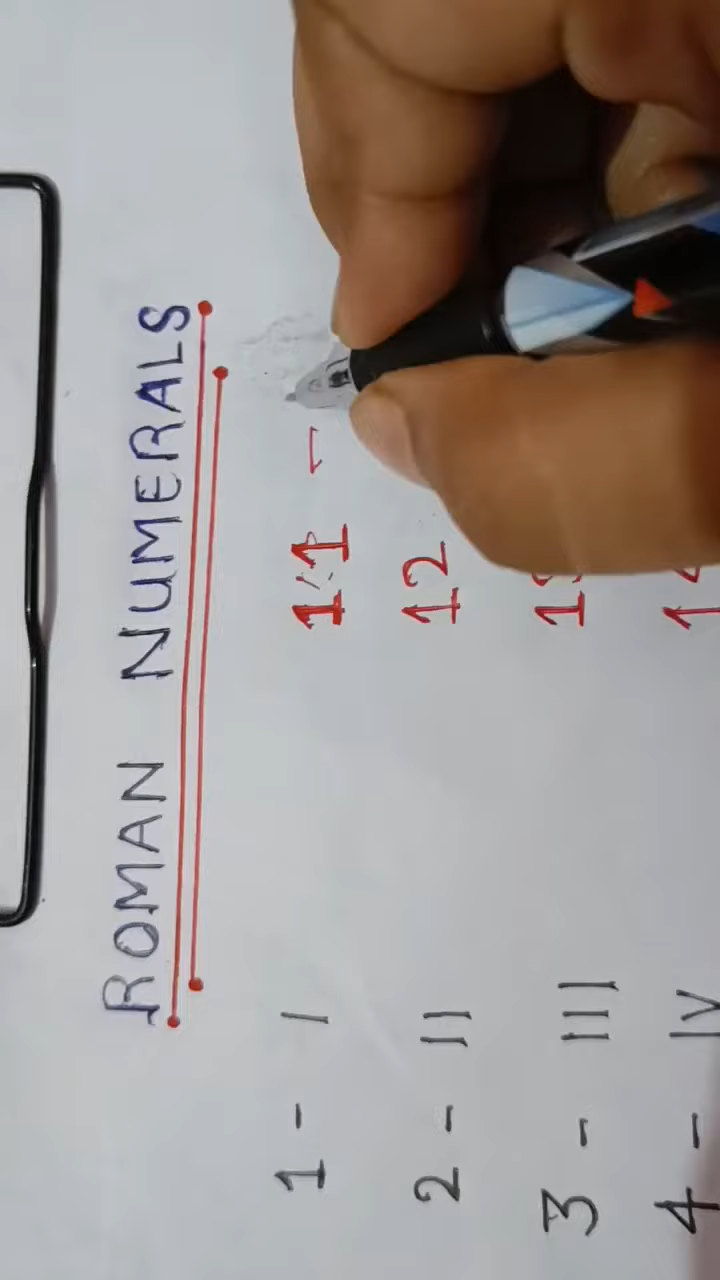 ROMAN NUMERALS
1 - I 11 -
2 - II 12
3 - III
4 - IV